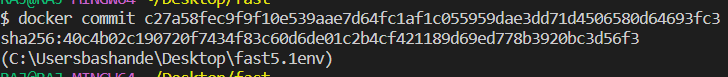 $ docker commit c27a58fec9f9f10e539aae7d64fc1af1c055959dae3dd71d4506580d64693fc3
sha256:40c4b02c190720f7434f83c60d6de01c2b4cf421189d69ed778b3920bc3d56f3
(C:\Usersbashande\Desktop\fast5.1env)